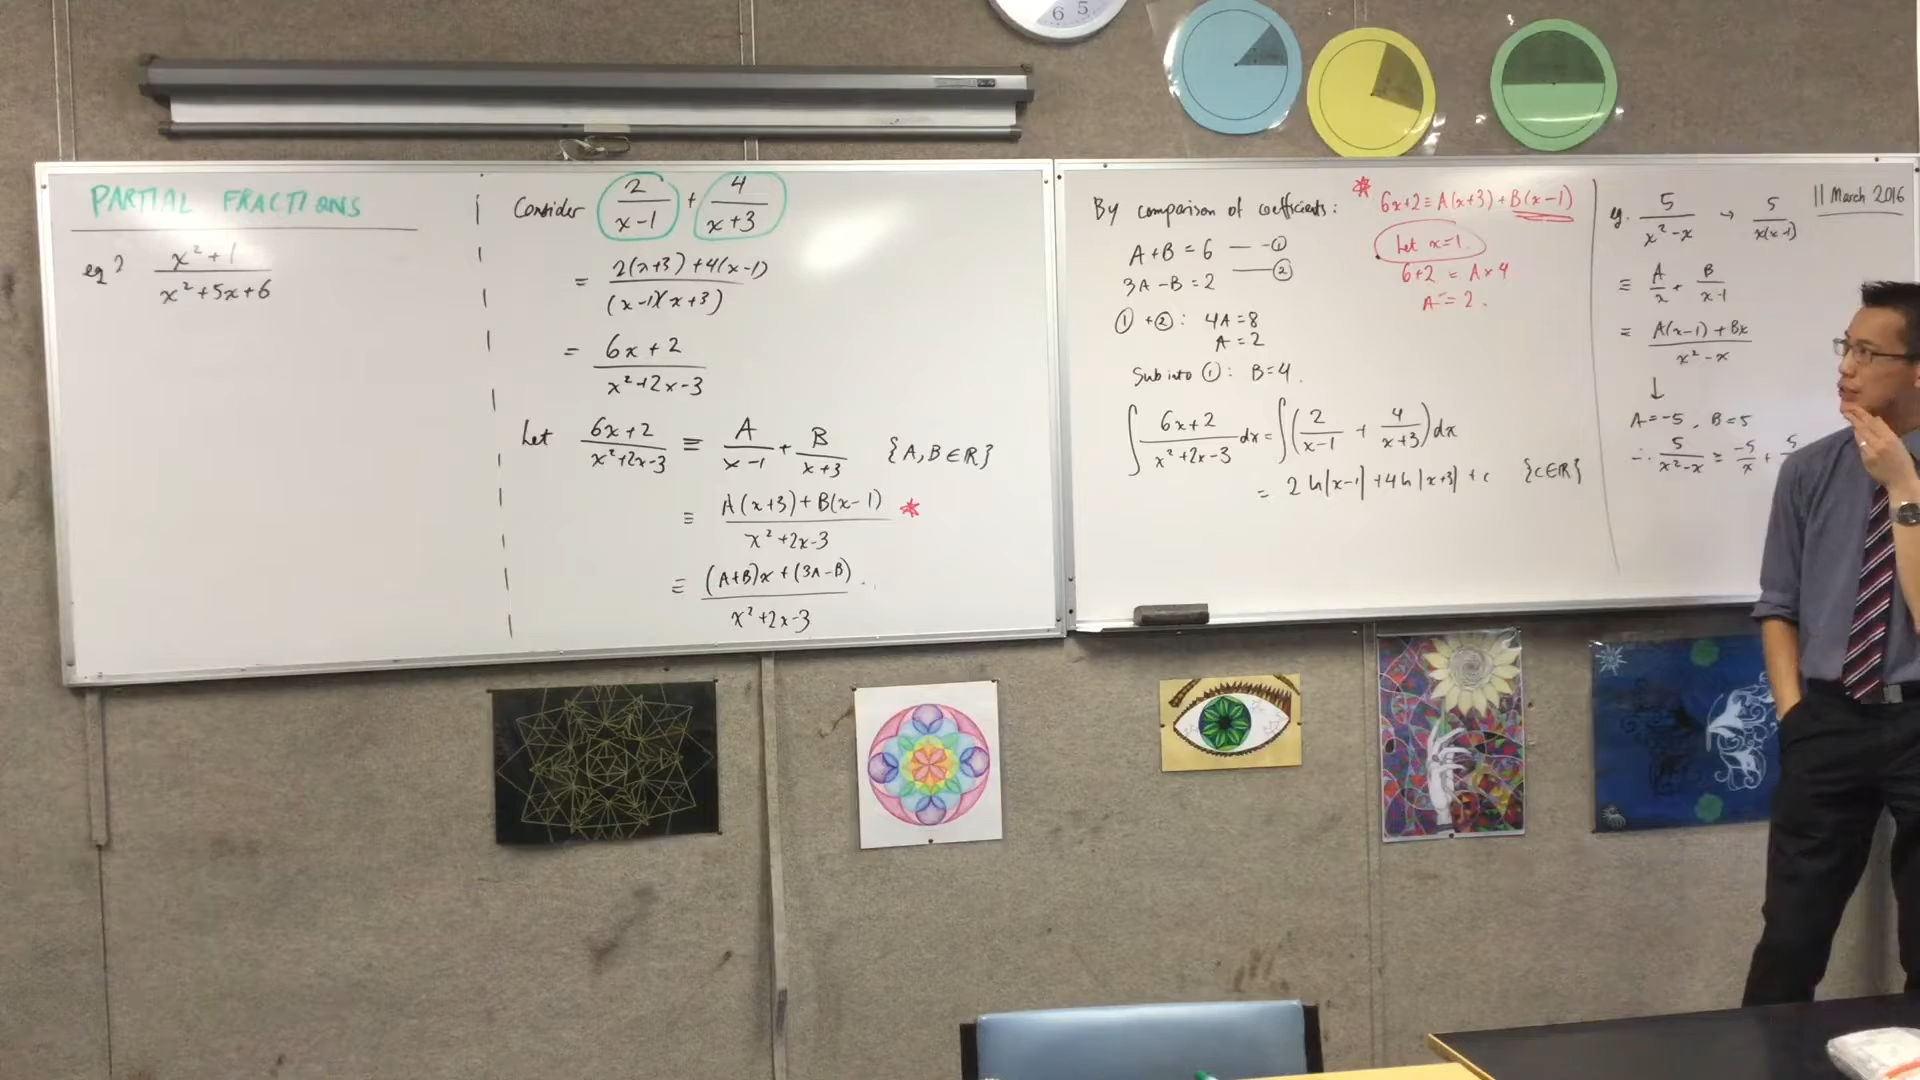 6 5
PARTIAL FRACTIONS
eg 2 (x²+1)/(x²+5x+6)
Consider 2/(x-1) + 4/(x+3)
= (2(x+3)+4(x-1))/((x-1)(x+3))
= (6x+2)/(x²+2x-3)
Let (6x+2)/(x²+2x-3) ≡ A/(x-1) + B/(x+3) {A, B ∈ R}
≡ (A(x+3)+B(x-1))/(x²+2x-3) *
≡ ((A+B)x+(3A-B))/(x²+2x-3).
By comparison of coefficients:
A+B = 6 — ①
3A-B = 2 — ②
① + ②: 4A=8
A = 2
Sub into ①: B=4.
∫ (6x+2)/(x²+2x-3) dx = ∫ (2/(x-1) + 4/(x+3)) dx
= 2 ln|x-1| + 4 ln|x+3| + c {c∈R}
* 6x+2 ≡ A(x+3) + B(x-1)
Let x=1.
6+2 = A×4
A = 2.
11 March 2016
eg. 5/(x²-x) → 5/(x(x-1))
≡ A/x + B/(x-1)
= (A(x-1) + Bx)/(x²-x)
↓
A=-5, B=5
∴ 5/(x²-x) ≡ -5/x + 5